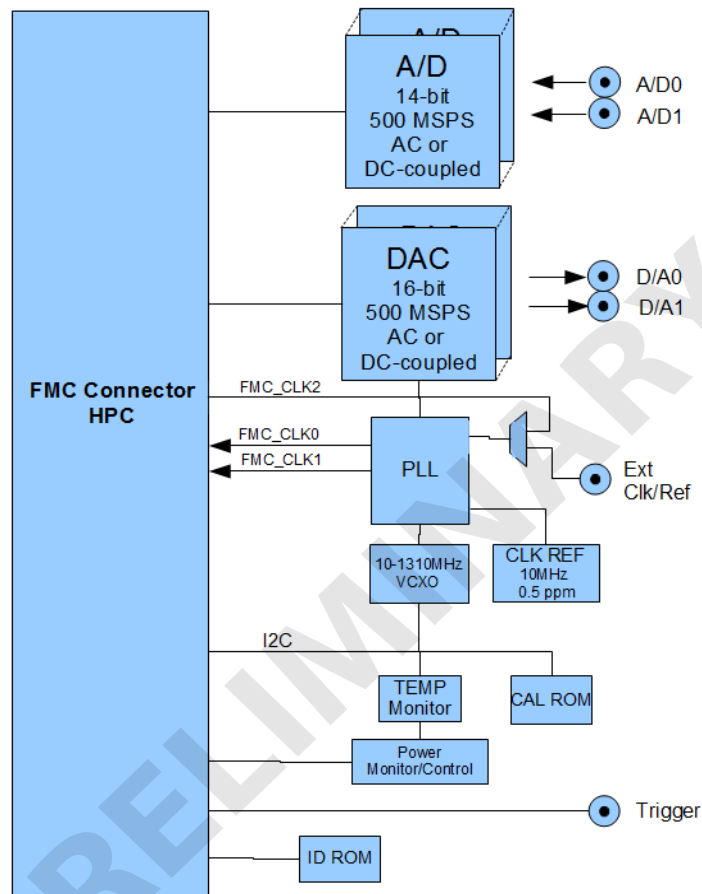 A/D
A/D
14-bit
500 MSPS
AC or
DC-coupled
A/D0
A/D1
DAC
16-bit
500 MSPS
AC or
DC-coupled
D/A0
D/A1
FMC Connector
HPC
FMC_CLK2
FMC_CLK0
FMC_CLK1
PLL
Ext
Clk/Ref
10-1310MHz
VCXO
CLK REF
10MHz
0.5 ppm
I2C
TEMP
Monitor
CAL ROM
Power
Monitor/Control
Trigger
ID ROM
RELIMINARY